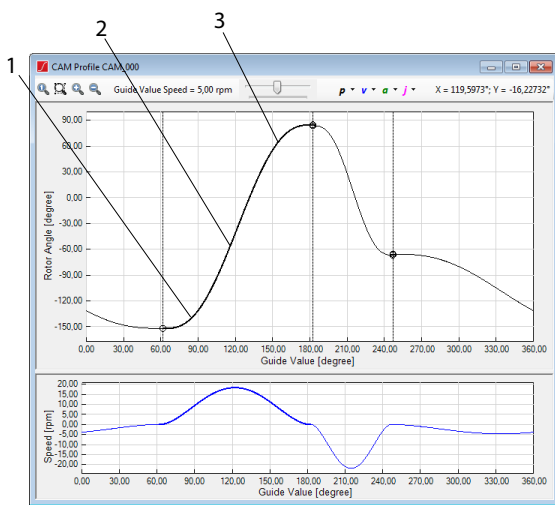 1
2
3
CAM Profile CAM_000
Guide Value Speed = 5,00 rpm
p v a j
X = 119,5973°; Y = -16,22732°
90,00
60,00
30,00
0,00
-30,00
-60,00
-90,00
-120,00
-150,00
Rotor Angle [degree]
0,00 30,00 60,00 90,00 120,00 150,00 180,00 210,00 240,00 270,00 300,00 330,00 360,00
Guide Value [degree]
20,00
15,00
10,00
5,00
0,00
-5,00
-10,00
-15,00
-20,00
Speed [rpm]
0,00 30,00 60,00 90,00 120,00 150,00 180,00 210,00 240,00 270,00 300,00 330,00 360,00
Guide Value [degree]